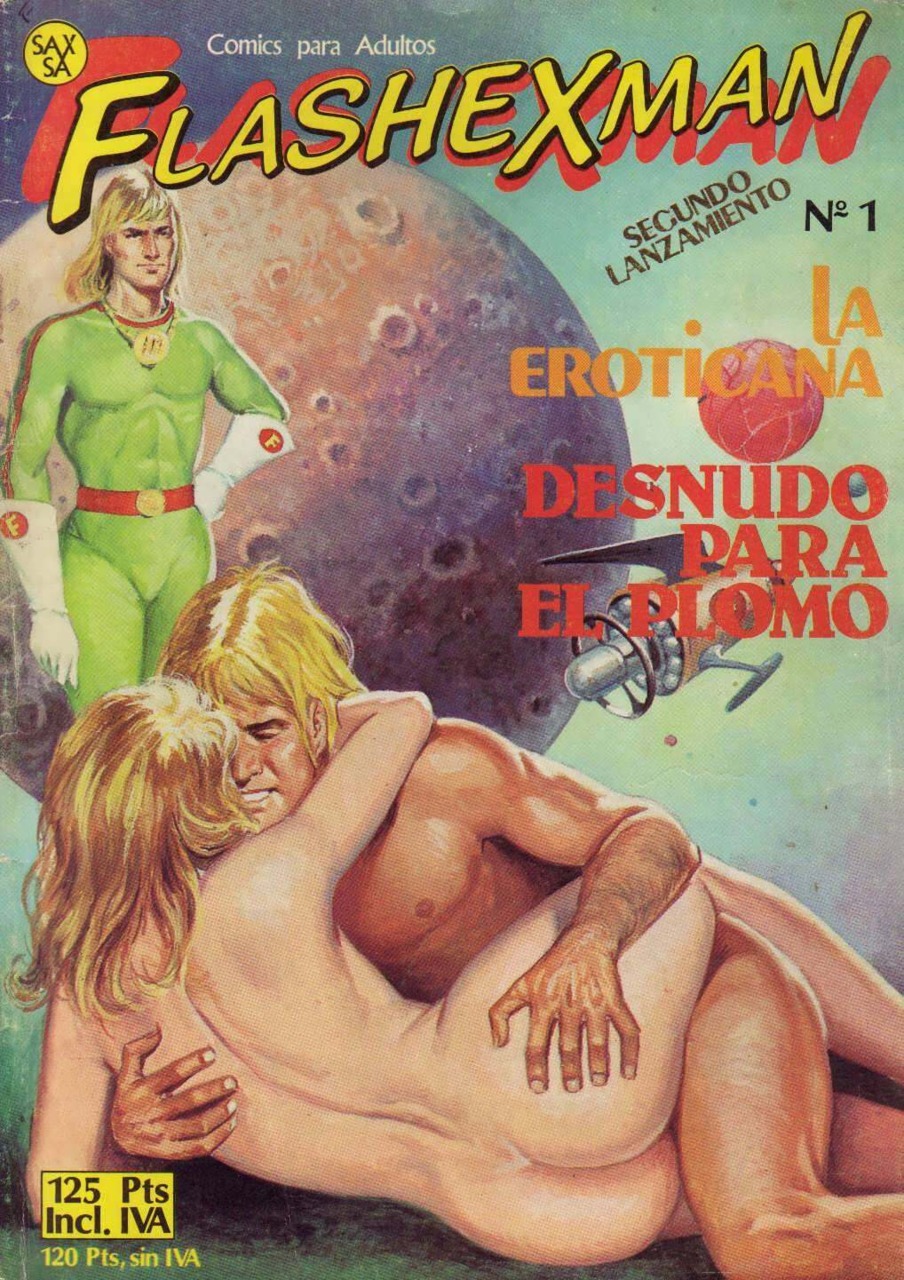 SAX
SA
Comics para Adultos
FLASHEXMAN
SEGUNDO
LANZAMIENTO
Nº 1
LA
EROTICANA
DESNUDO
PARA
EL PLOMO
F
F
125 Pts
Incl. IVA
120 Pts, sin IVA